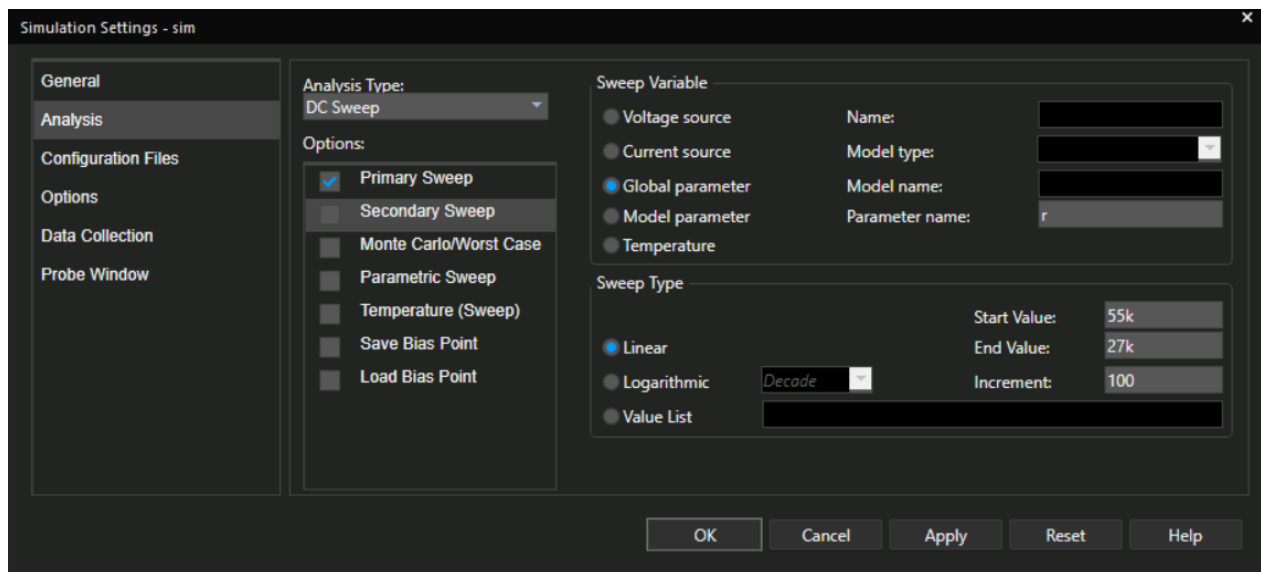 Simulation Settings - sim
General
Analysis
Configuration Files
Options
Data Collection
Probe Window
Analysis Type:
DC Sweep
Options:
Primary Sweep
Secondary Sweep
Monte Carlo/Worst Case
Parametric Sweep
Temperature (Sweep)
Save Bias Point
Load Bias Point
Sweep Variable
Voltage source Name:
Current source Model type:
Global parameter Model name:
Model parameter Parameter name: r
Temperature
Sweep Type
Start Value: 55k
Linear End Value: 27k
Logarithmic Decade Increment: 100
Value List
OK Cancel Apply Reset Help